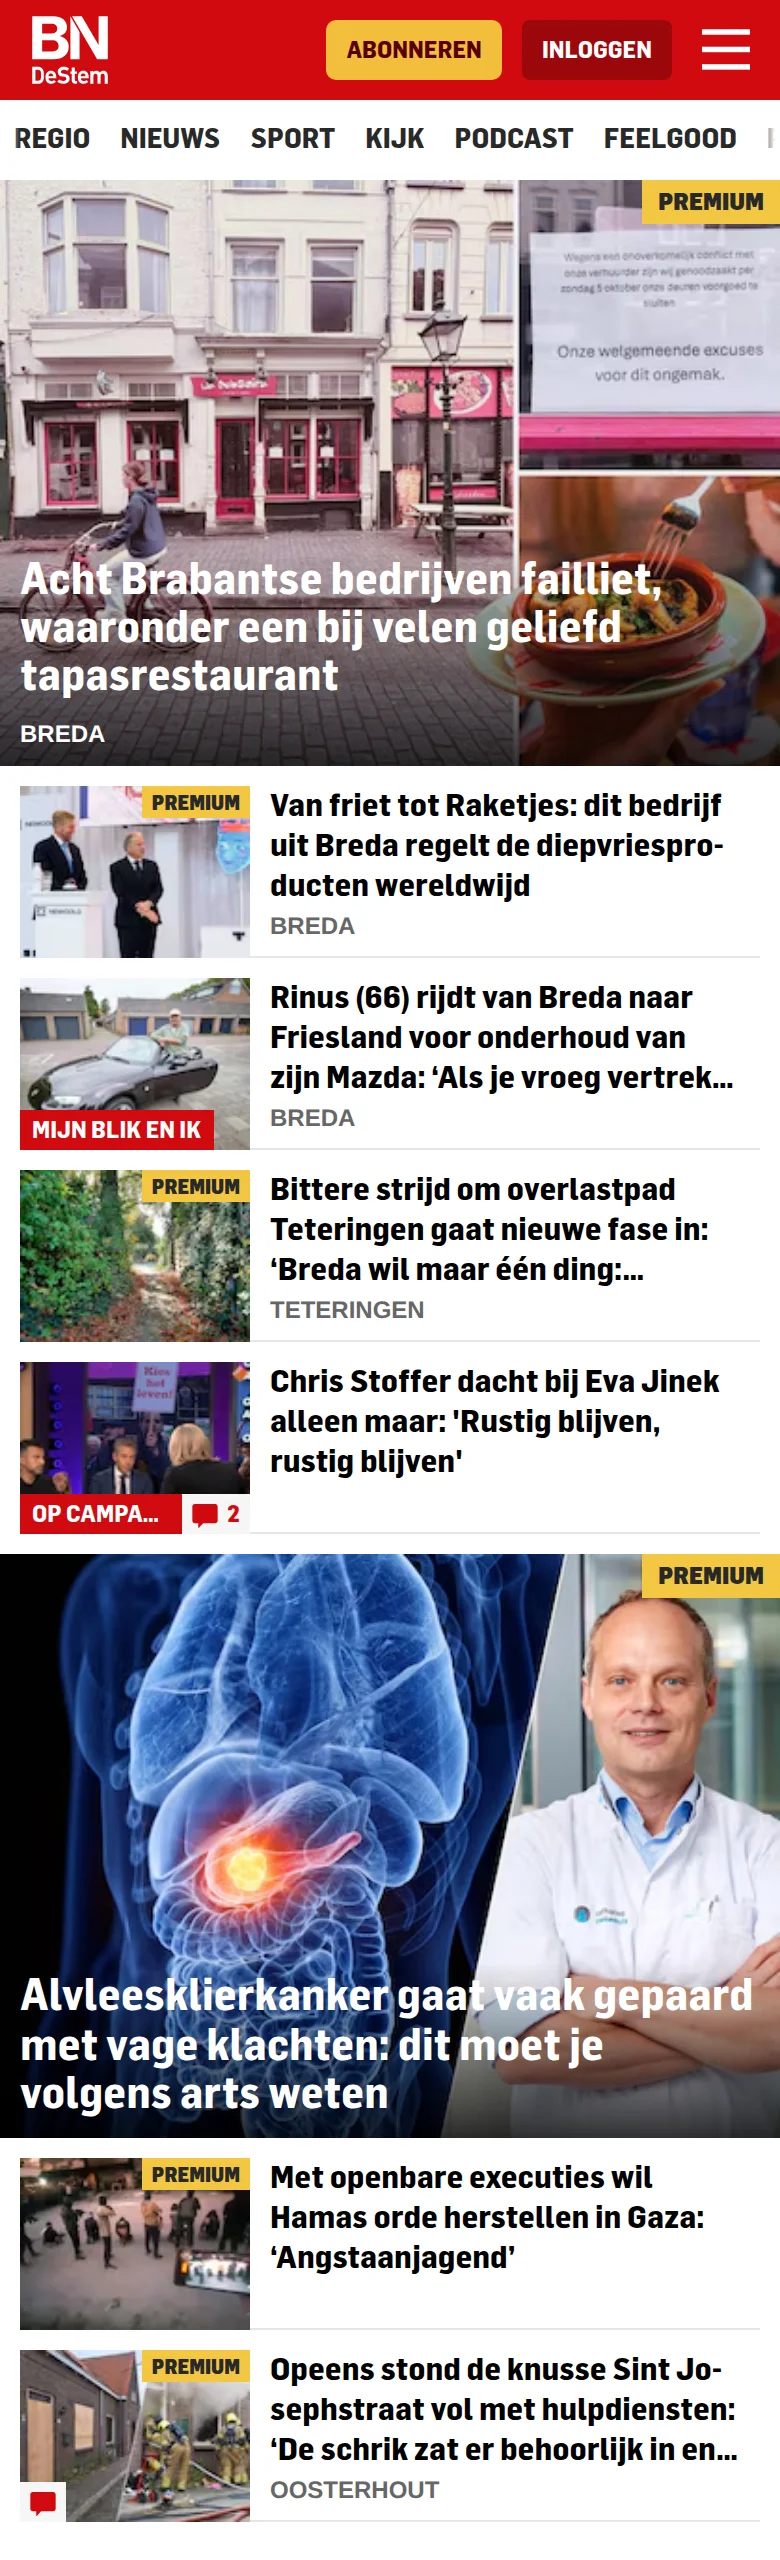 BN
DeStem
ABONNEREN
INLOGGEN
REGIO NIEUWS SPORT KIJK PODCAST FEELGOOD
PREMIUM
Wegens een onoverkomelijk conflict met
onze verhuurder zijn wij genoodzaakt per
zondag 5 oktober onze deuren voorgoed te
sluiten.
Onze welgemeende excuses
voor dit ongemak.
Acht Brabantse bedrijven failliet,
waaronder een bij velen geliefd
tapasrestaurant
BREDA
PREMIUM
Van friet tot Raketjes: dit bedrijf
uit Breda regelt de diepvriespro-
ducten wereldwijd
BREDA
Rinus (66) rijdt van Breda naar
Friesland voor onderhoud van
zijn Mazda: ‘Als je vroeg vertrek...
MIJN BLIK EN IK
BREDA
PREMIUM
Bittere strijd om overlastpad
Teteringen gaat nieuwe fase in:
‘Breda wil maar één ding:...
TETERINGEN
Kies
het
leven!
Chris Stoffer dacht bij Eva Jinek
alleen maar: 'Rustig blijven,
rustig blijven'
OP CAMPA...
2
PREMIUM
Alvleesklierkanker gaat vaak gepaard
met vage klachten: dit moet je
volgens arts weten
PREMIUM
Met openbare executies wil
Hamas orde herstellen in Gaza:
‘Angstaanjagend’
PREMIUM
Opeens stond de knusse Sint Jo-
sephstraat vol met hulpdiensten:
‘De schrik zat er behoorlijk in en...
OOSTERHOUT